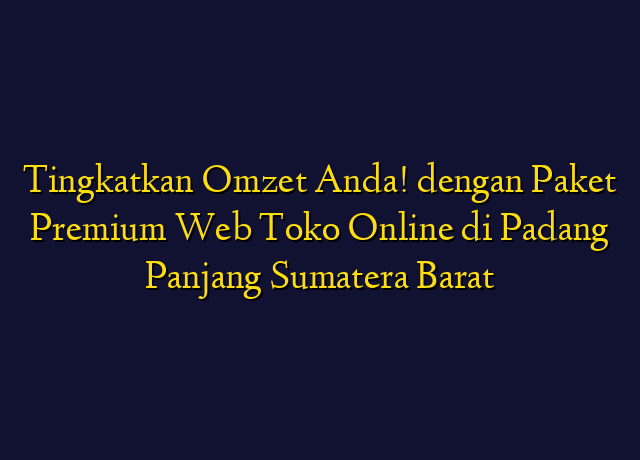 Tingkatkan Omzet Anda! dengan Paket
Premium Web Toko Online di Padang
Panjang Sumatera Barat